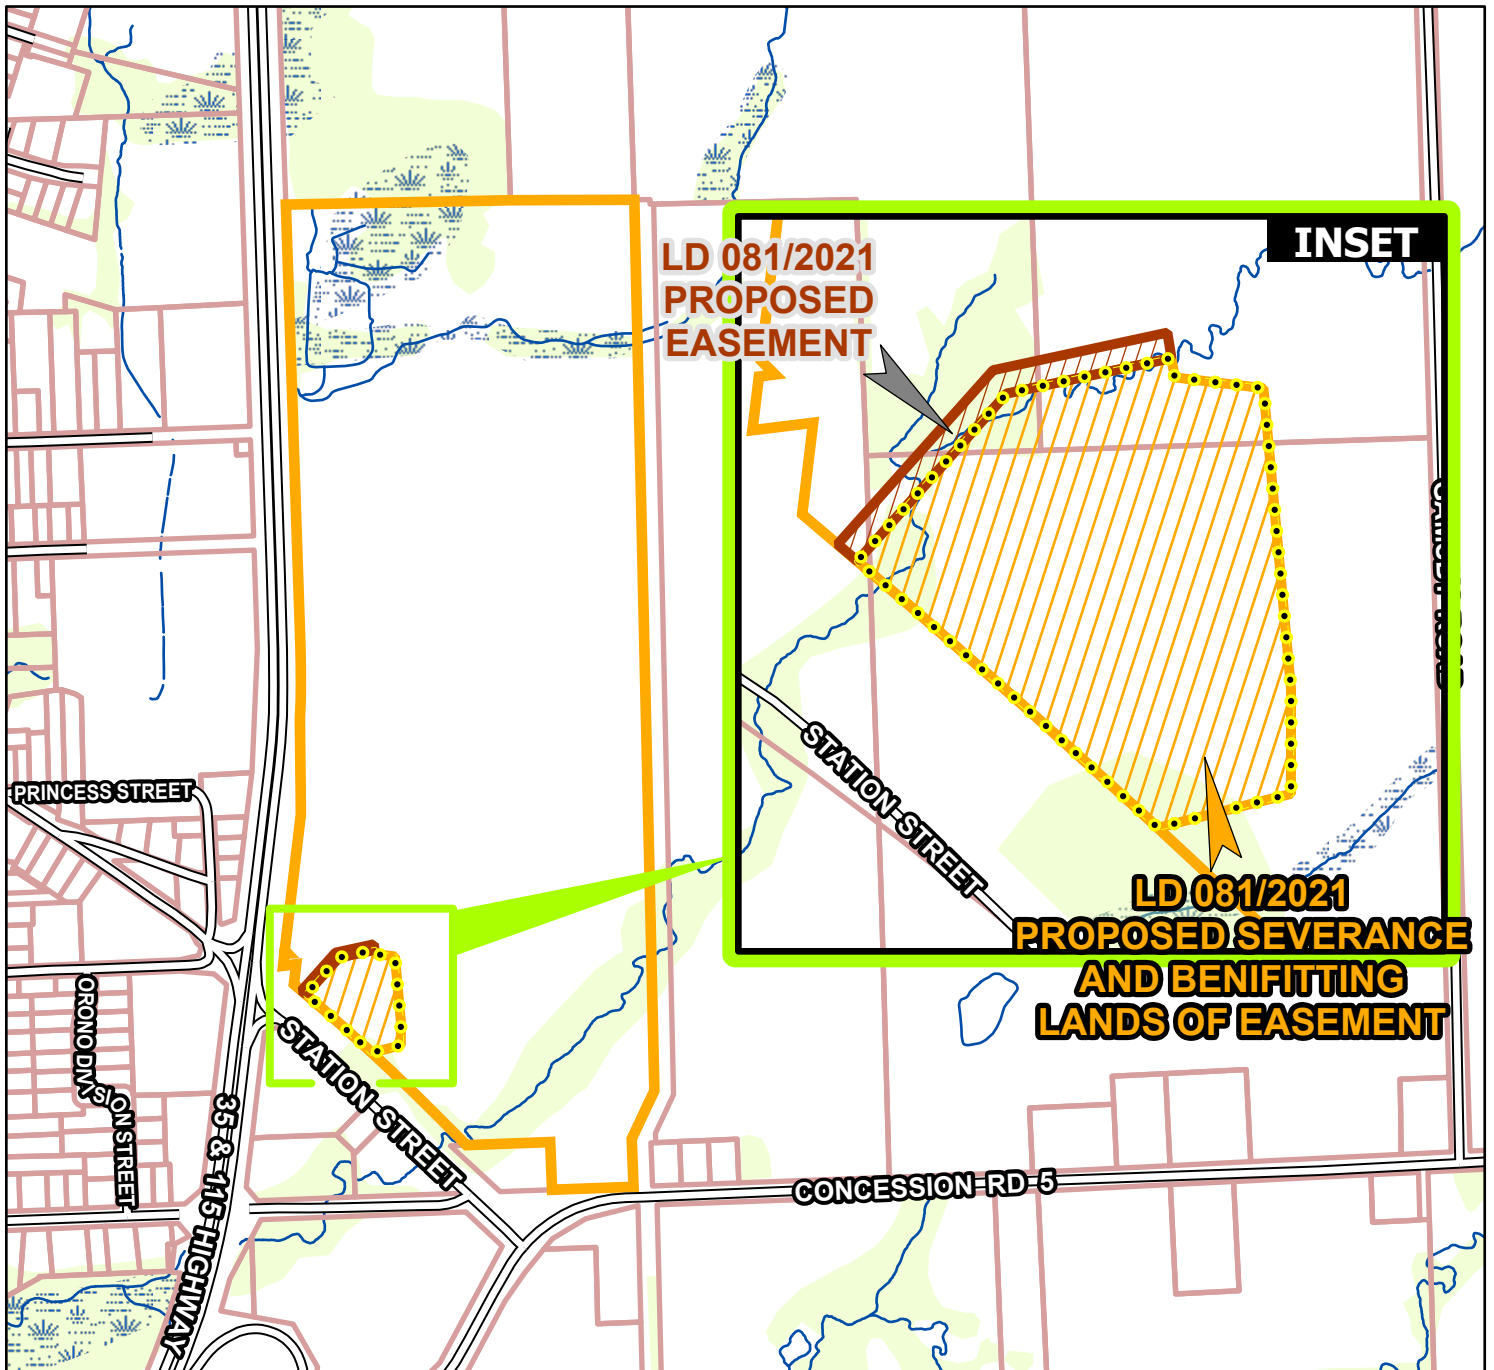 INSET
LD 081/2021
PROPOSED
EASEMENT
STATION STREET
LD 081/2021
PROPOSED SEVERANCE
AND BENIFITTING
LANDS OF EASEMENT
PRINCESS STREET
ORONO DIVISION STREET
STATION STREET
35 & 115 HIGHWAY
CONCESSION RD 5